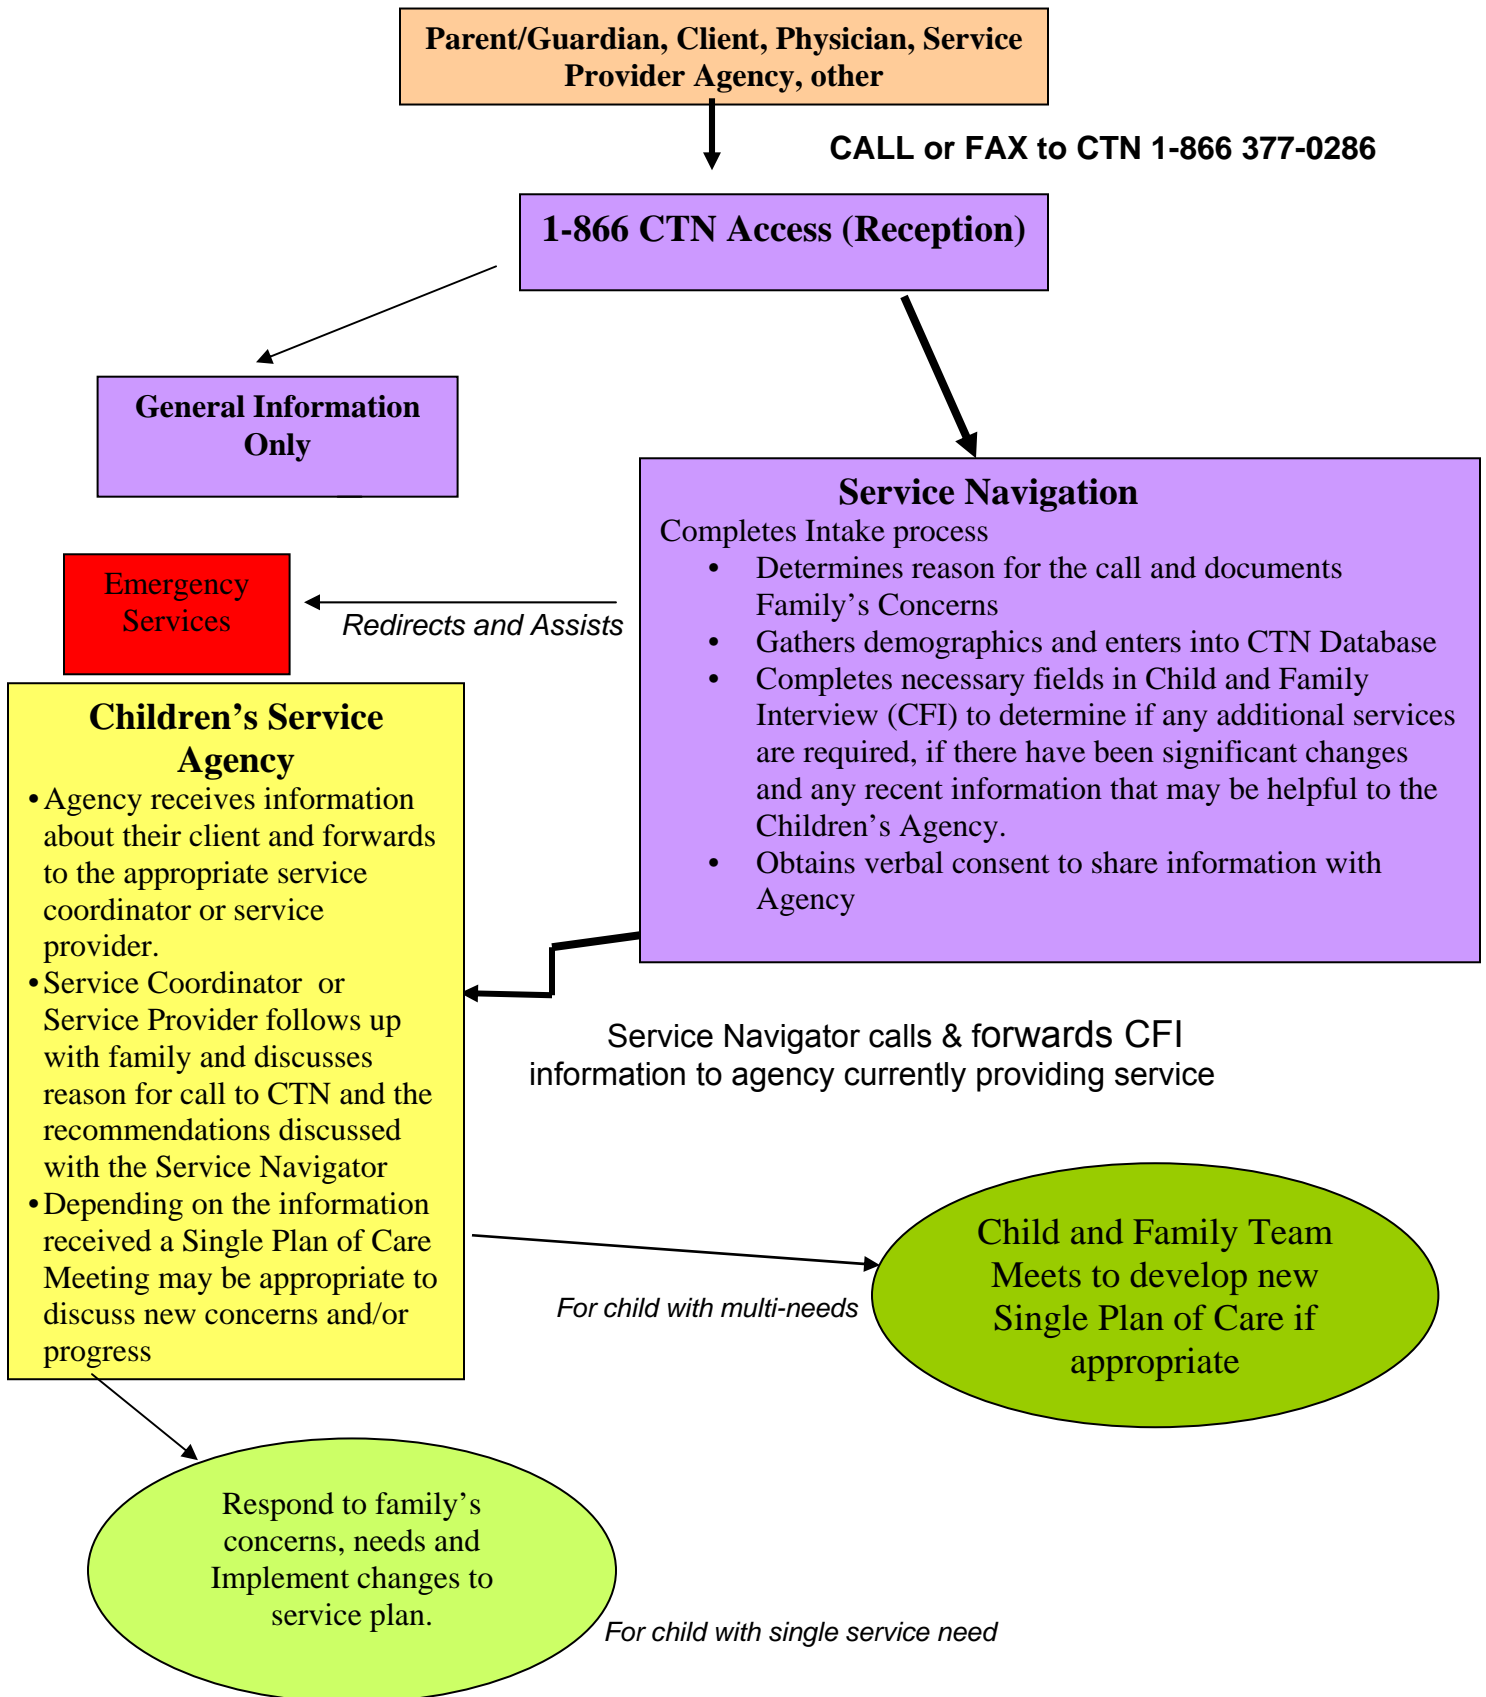 Parent/Guardian, Client, Physician, Service
Provider Agency, other
CALL or FAX to CTN 1-866 377-0286
1-866 CTN Access (Reception)
General Information
Only
Service Navigation
Completes Intake process
• Determines reason for the call and documents
Family’s Concerns
• Gathers demographics and enters into CTN Database
• Completes necessary fields in Child and Family
Interview (CFI) to determine if any additional services
are required, if there have been significant changes
and any recent information that may be helpful to the
Children’s Agency.
• Obtains verbal consent to share information with
Agency
Emergency
Services
Redirects and Assists
Children’s Service
Agency
• Agency receives information
about their client and forwards
to the appropriate service
coordinator or service
provider.
• Service Coordinator or
Service Provider follows up
with family and discusses
reason for call to CTN and the
recommendations discussed
with the Service Navigator
• Depending on the information
received a Single Plan of Care
Meeting may be appropriate to
discuss new concerns and/or
progress
Service Navigator calls & forwards CFI
information to agency currently providing service
For child with multi-needs
Child and Family Team
Meets to develop new
Single Plan of Care if
appropriate
Respond to family’s
concerns, needs and
Implement changes to
service plan.
For child with single service need